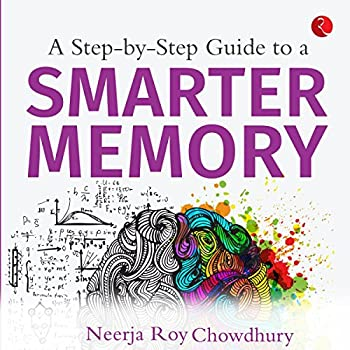 A Step-by-Step Guide to a
SMARTER
MEMORY
Neerja Roy Chowdhury